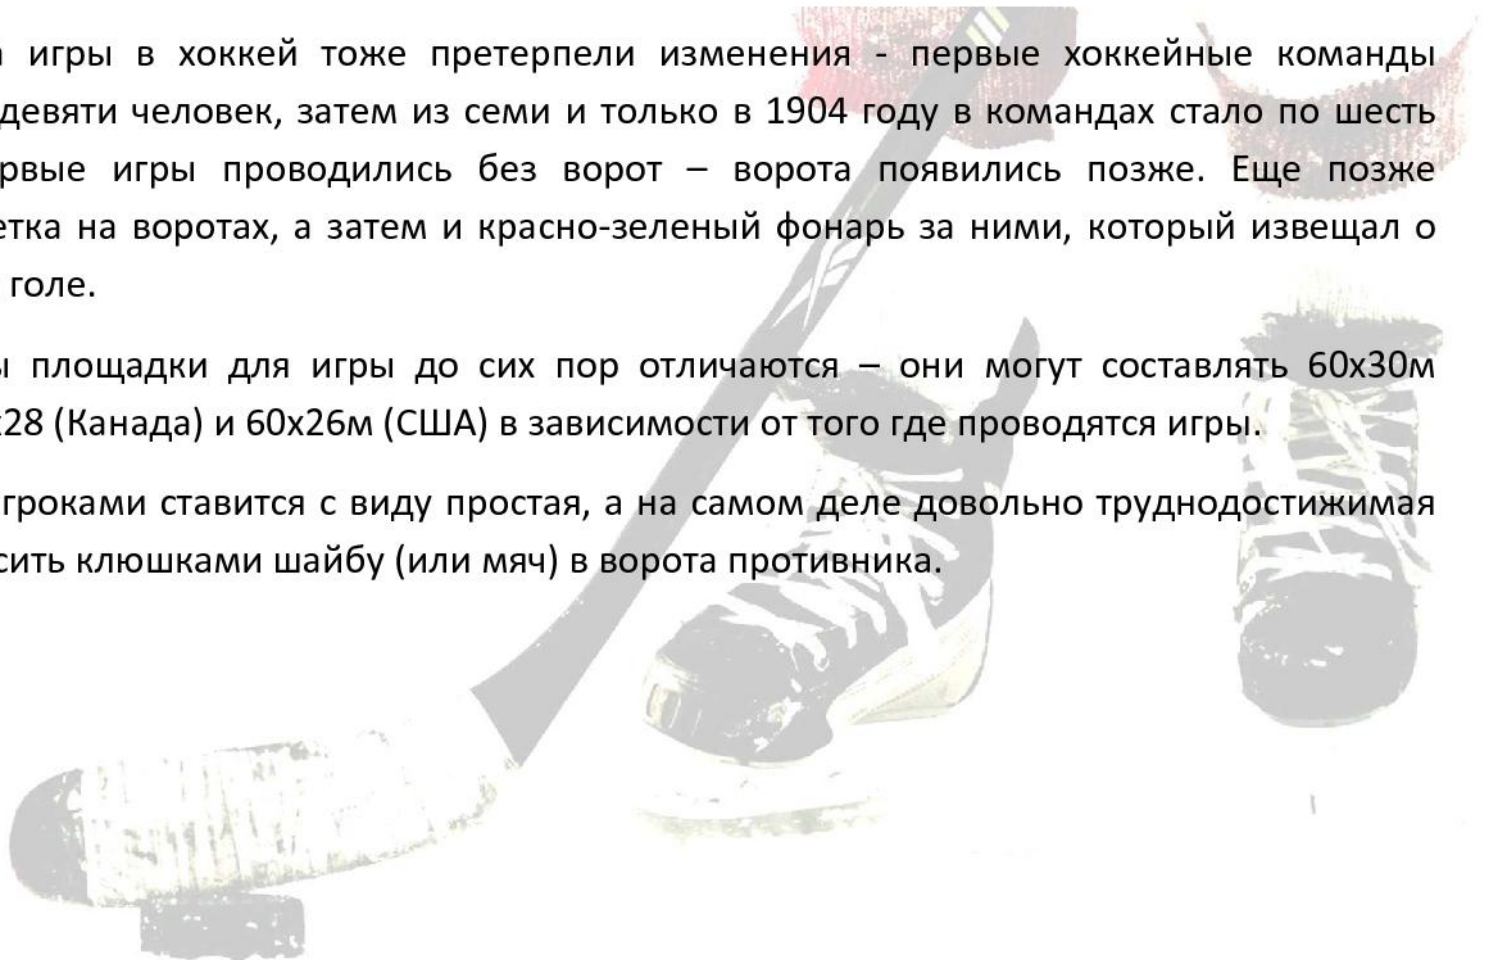 игры в хоккей тоже претерпели изменения - первые хоккейные команды
девяти человек, затем из семи и только в 1904 году в командах стало по шесть
рвые игры проводились без ворот – ворота появились позже. Еще позже
етка на воротах, а затем и красно-зеленый фонарь за ними, который извещал о
голе.
ы площадки для игры до сих пор отличаются – они могут составлять 60х30м
х28 (Канада) и 60х26м (США) в зависимости от того где проводятся игры.
гроками ставится с виду простая, а на самом деле довольно труднодостижимая
сить клюшками шайбу (или мяч) в ворота противника.